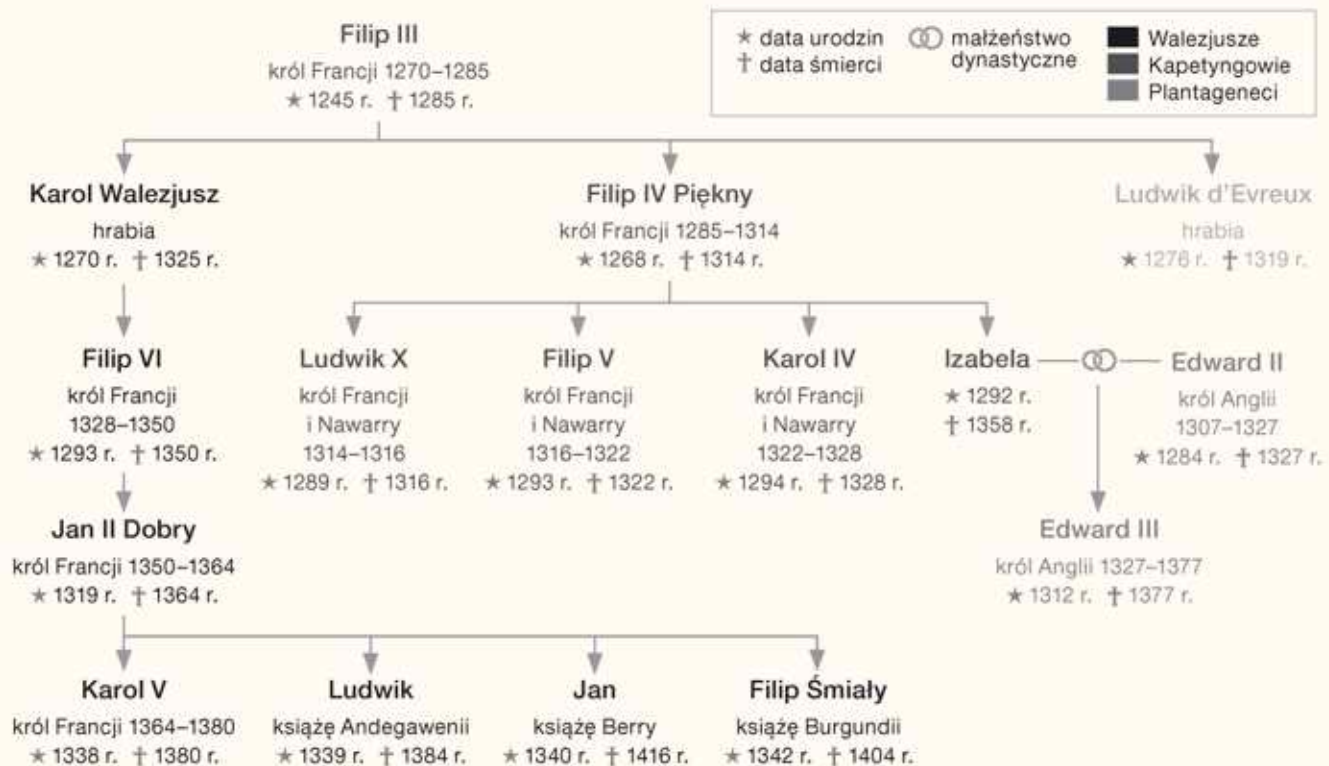 Filip III
król Francji 1270–1285
★ 1245 r. † 1285 r.
★ data urodzin
† data śmierci
małżeństwo
dynastyczne
Walezjusze
Kapetyngowie
Plantageneci
Karol Walezjusz
hrabia
★ 1270 r. † 1325 r.
Filip IV Piękny
król Francji 1285–1314
★ 1268 r. † 1314 r.
Ludwik d'Evreux
hrabia
★ 1276 r. † 1319 r.
Filip VI
król Francji
1328–1350
★ 1293 r. † 1350 r.
Ludwik X
król Francji
i Nawarry
1314–1316
★ 1289 r. † 1316 r.
Filip V
król Francji
i Nawarry
1316–1322
★ 1293 r. † 1322 r.
Karol IV
król Francji
i Nawarry
1322–1328
★ 1294 r. † 1328 r.
Izabela
★ 1292 r.
† 1358 r.
Edward II
król Anglii
1307–1327
★ 1284 r. † 1327 r.
Jan II Dobry
król Francji 1350–1364
★ 1319 r. † 1364 r.
Edward III
król Anglii 1327–1377
★ 1312 r. † 1377 r.
Karol V
król Francji 1364–1380
★ 1338 r. † 1380 r.
Ludwik
książę Andegawenii
★ 1339 r. † 1384 r.
Jan
książę Berry
★ 1340 r. † 1416 r.
Filip Śmiały
książę Burgundii
★ 1342 r. † 1404 r.